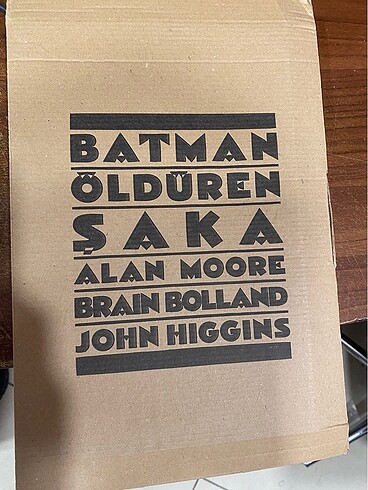 BATMAN
ÖLDÜREN
ŞAKA
ALAN MOORE
BRAIN BOLLAND
JOHN HIGGINS